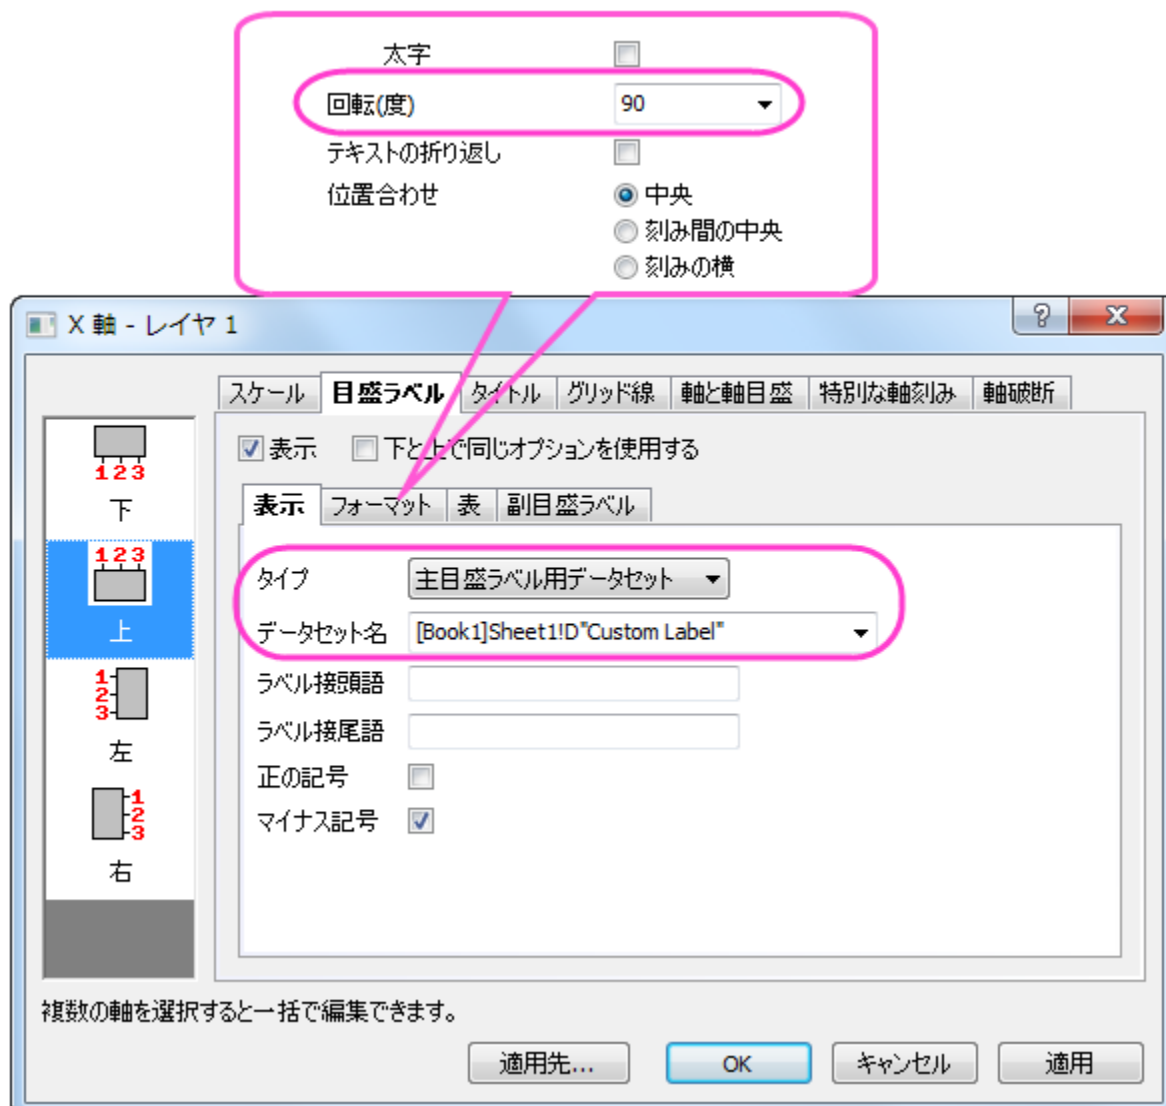 太字
回転(度) 90
テキストの折り返し
位置合わせ 中央
刻み間の中央
刻みの横
X 軸 - レイヤ 1
スケール 目盛ラベル タイトル グリッド線 軸と軸目盛 特別な軸刻み 軸破断
表示 下と上で同じオプションを使用する
123
下
表示 フォーマット 表 副目盛ラベル
123
上
タイプ 主目盛ラベル用データセット
データセット名 [Book1]Sheet1!D"Custom Label"
ラベル接頭語
1
2
3
左
ラベル接尾語
正の記号
マイナス記号
1
2
3
右
複数の軸を選択すると一括で編集できます。
適用先... OK キャンセル 適用